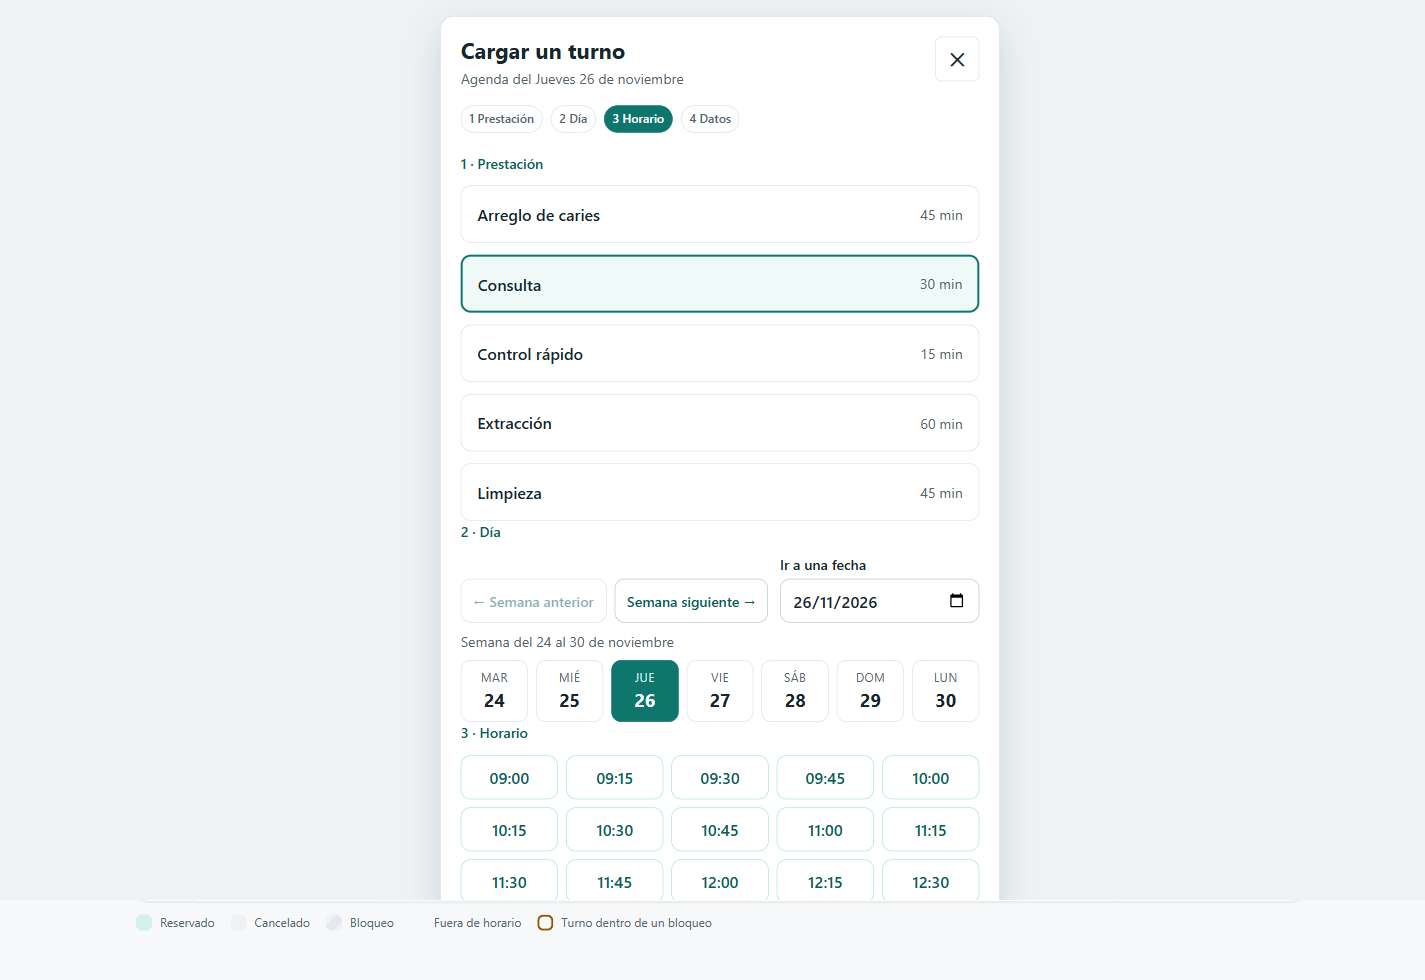 Cargar un turno
Agenda del Jueves 26 de noviembre
1 Prestación 2 Día 3 Horario 4 Datos
1 · Prestación
Arreglo de caries 45 min
Consulta 30 min
Control rápido 15 min
Extracción 60 min
Limpieza 45 min
2 · Día
Ir a una fecha
← Semana anterior Semana siguiente → 26/11/2026
Semana del 24 al 30 de noviembre
MAR MIÉ JUE VIE SÁB DOM LUN
24 25 26 27 28 29 30
3 · Horario
09:00 09:15 09:30 09:45 10:00
10:15 10:30 10:45 11:00 11:15
11:30 11:45 12:00 12:15 12:30
Reservado Cancelado Bloqueo Fuera de horario Turno dentro de un bloqueo